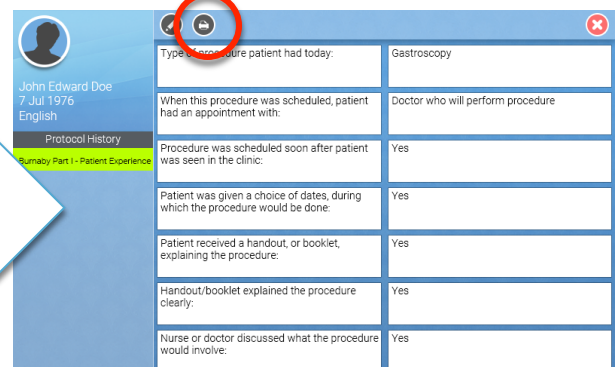 John Edward Doe
7 Jul 1976
English
Protocol History
Burnaby Part I - Patient Experience
Type of procedure patient had today:
Gastroscopy
When this procedure was scheduled, patient
had an appointment with:
Doctor who will perform procedure
Procedure was scheduled soon after patient
was seen in the clinic:
Yes
Patient was given a choice of dates, during
which the procedure would be done:
Yes
Patient received a handout, or booklet,
explaining the procedure:
Yes
Handout/booklet explained the procedure
clearly:
Yes
Nurse or doctor discussed what the procedure
would involve:
Yes